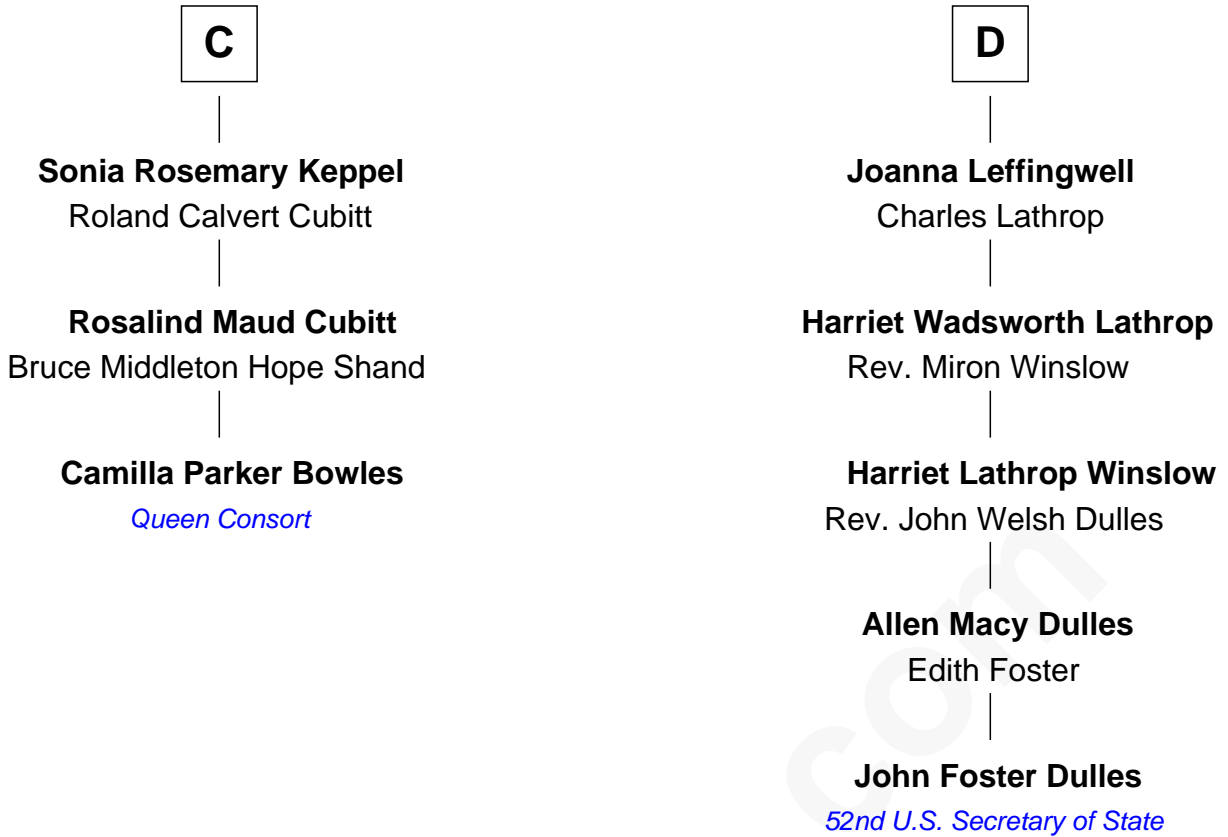 C
Sonia Rosemary Keppel
Roland Calvert Cubitt
Rosalind Maud Cubitt
Bruce Middleton Hope Shand
Camilla Parker Bowles
Queen Consort
D
Joanna Leffingwell
Charles Lathrop
Harriet Wadsworth Lathrop
Rev. Miron Winslow
Harriet Lathrop Winslow
Rev. John Welsh Dulles
Allen Macy Dulles
Edith Foster
John Foster Dulles
52nd U.S. Secretary of State
com